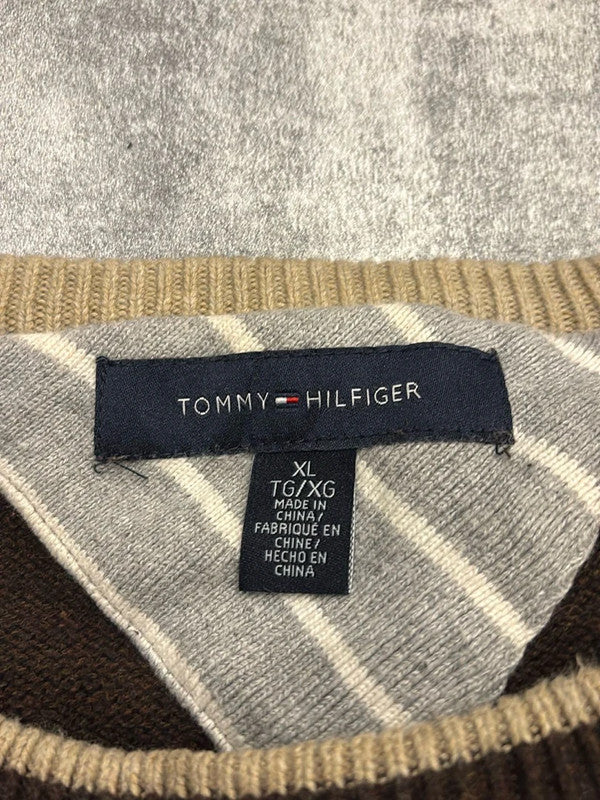 TOMMY HILFIGER
XL
TG/XG
MADE IN
CHINA/
FABRIQUÉ EN
CHINE/
HECHO EN
CHINA